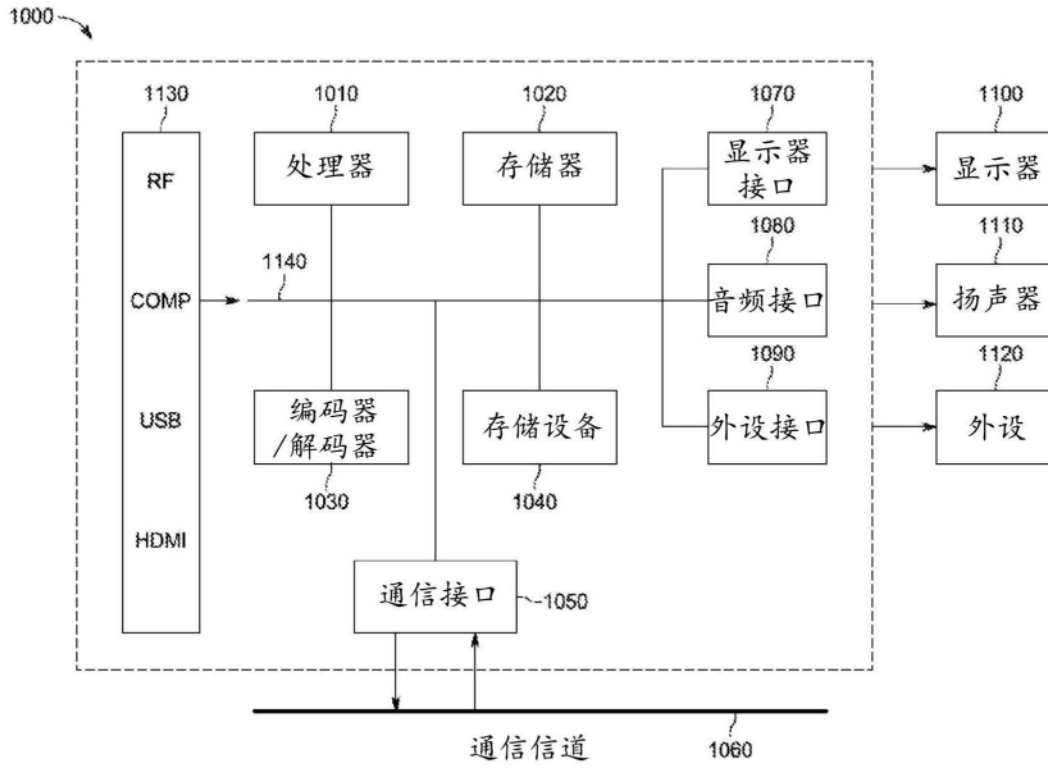 1000
1130
1010
1020
1070
1100
RF
处理器
存储器
显示器
接口
显示器
1140
1080
1110
COMP
音频接口
扬声器
1090
1120
USB
编码器
/解码器
存储设备
外设接口
外设
1030
1040
HDMI
通信接口
1050
通信信道
1060